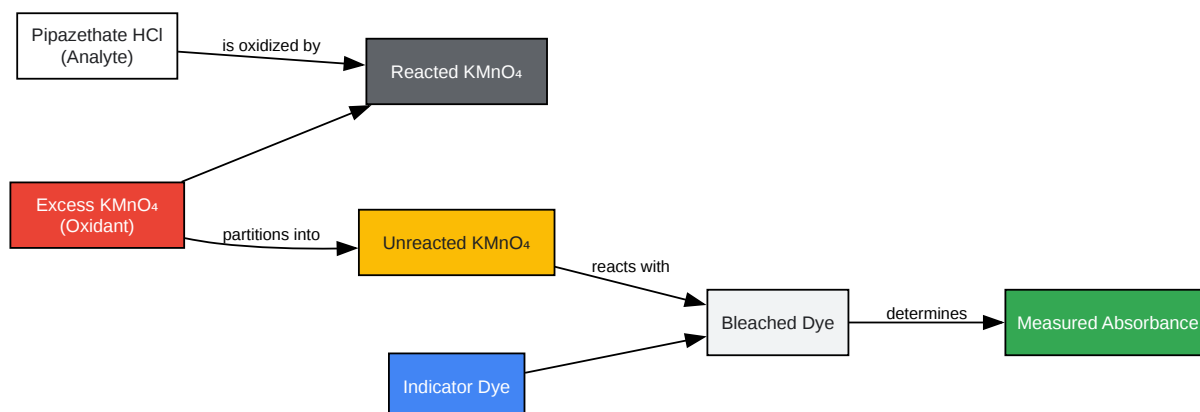 Pipazethate HCl
(Analyte)
is oxidized by
Reacted KMnO₄
Excess KMnO₄
(Oxidant)
partitions into
Unreacted KMnO₄
reacts with
Bleached Dye
determines
Measured Absorbance
Indicator Dye